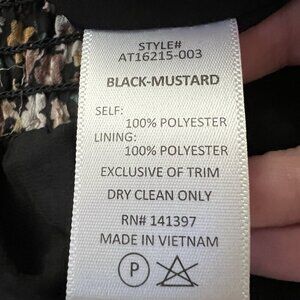 STYLE#
AT16215-003
BLACK-MUSTARD
SELF:
100% POLYESTER
LINING:
100% POLYESTER
EXCLUSIVE OF TRIM
DRY CLEAN ONLY
RN# 141397
MADE IN VIETNAM
P